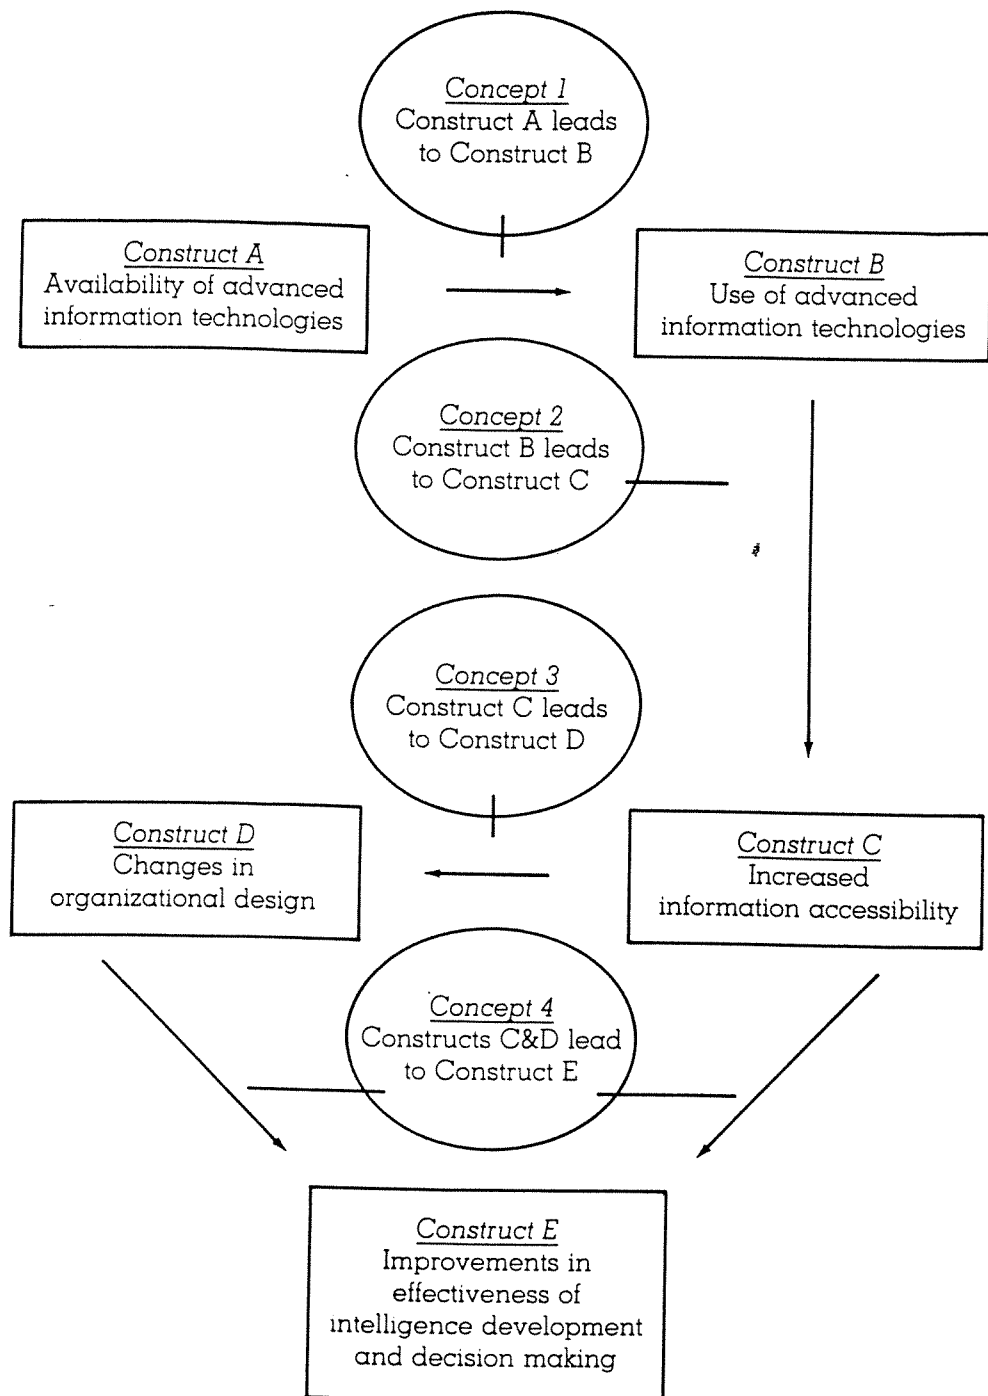 Concept 1
Construct A leads
to Construct B
Construct A
Availability of advanced
information technologies
Construct B
Use of advanced
information technologies
Concept 2
Construct B leads
to Construct C
Concept 3
Construct C leads
to Construct D
Construct D
Changes in
organizational design
Construct C
Increased
information accessibility
Concept 4
Constructs C&D lead
to Construct E
Construct E
Improvements in
effectiveness of
intelligence development
and decision making